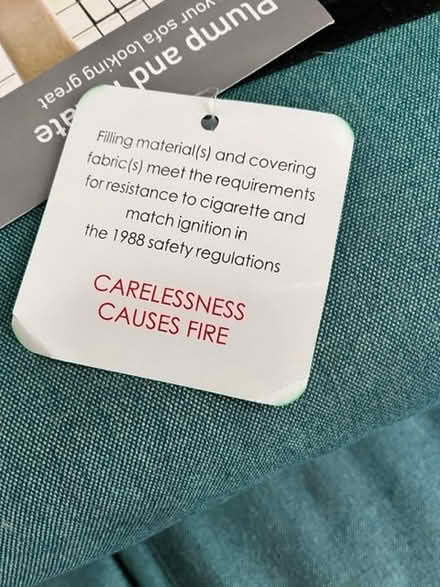 Plump and
your sofa looking great
Filling material(s) and covering
fabric(s) meet the requirements
for resistance to cigarette and
match ignition in
the 1988 safety regulations
CARELESSNESS
CAUSES FIRE